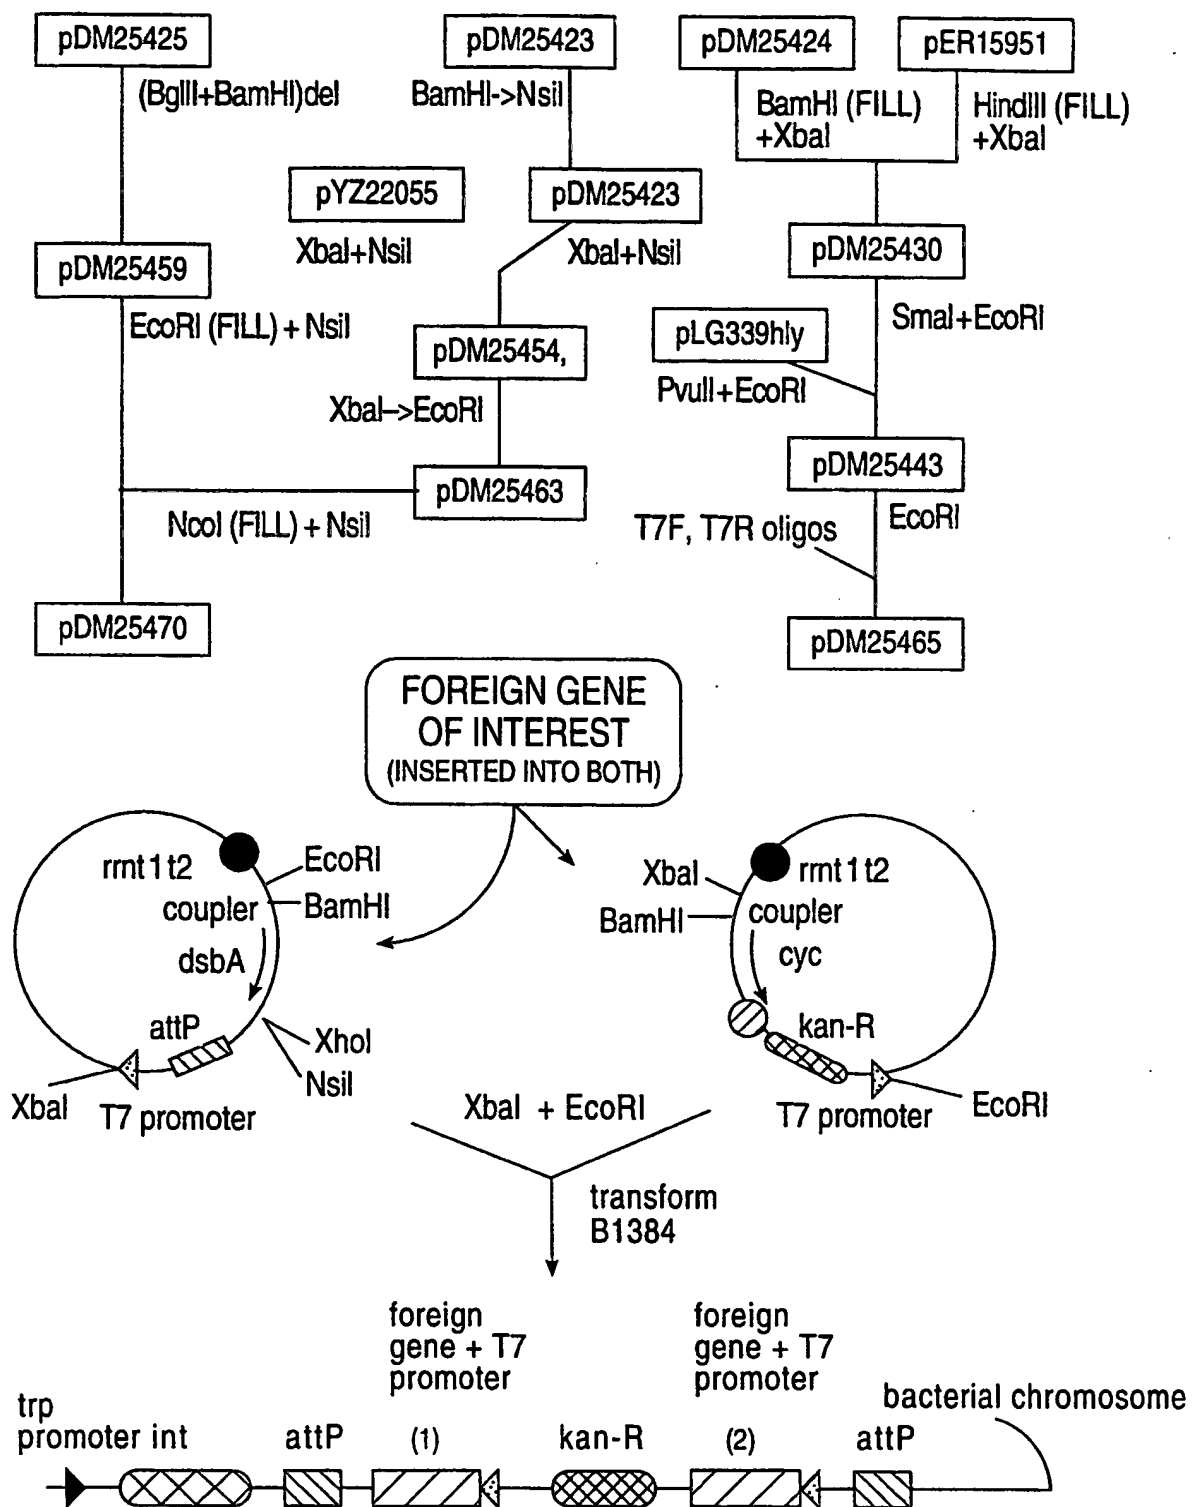 pDM25425
(BglII+BamHI)del
pDM25459
EcoRI (FILL) + NsiI
pDM25423
BamHI->NsiI
pYZ22055
XbaI+NsiI
pDM25423
XbaI+NsiI
pDM25454,
XbaI–>EcoRI
pDM25463
NcoI (FILL) + NsiI
pDM25470
pDM25424
BamHI (FILL)
+XbaI
pER15951
HindIII (FILL)
+XbaI
pDM25430
SmaI+EcoRI
pLG339hly
PvuII+EcoRI
pDM25443
EcoRI
T7F, T7R oligos
pDM25465
FOREIGN GENE
OF INTEREST
(INSERTED INTO BOTH)
rrnt1t2
EcoRI
coupler
BamHI
dsbA
attP
XhoI
NsiI
XbaI
T7 promoter
XbaI
rrnt1t2
BamHI
coupler
cyc
kan-R
T7 promoter
EcoRI
XbaI + EcoRI
transform
B1384
foreign
gene + T7
promoter
foreign
gene + T7
promoter
bacterial chromosome
trp
promoter int
attP
(1)
kan-R
(2)
attP